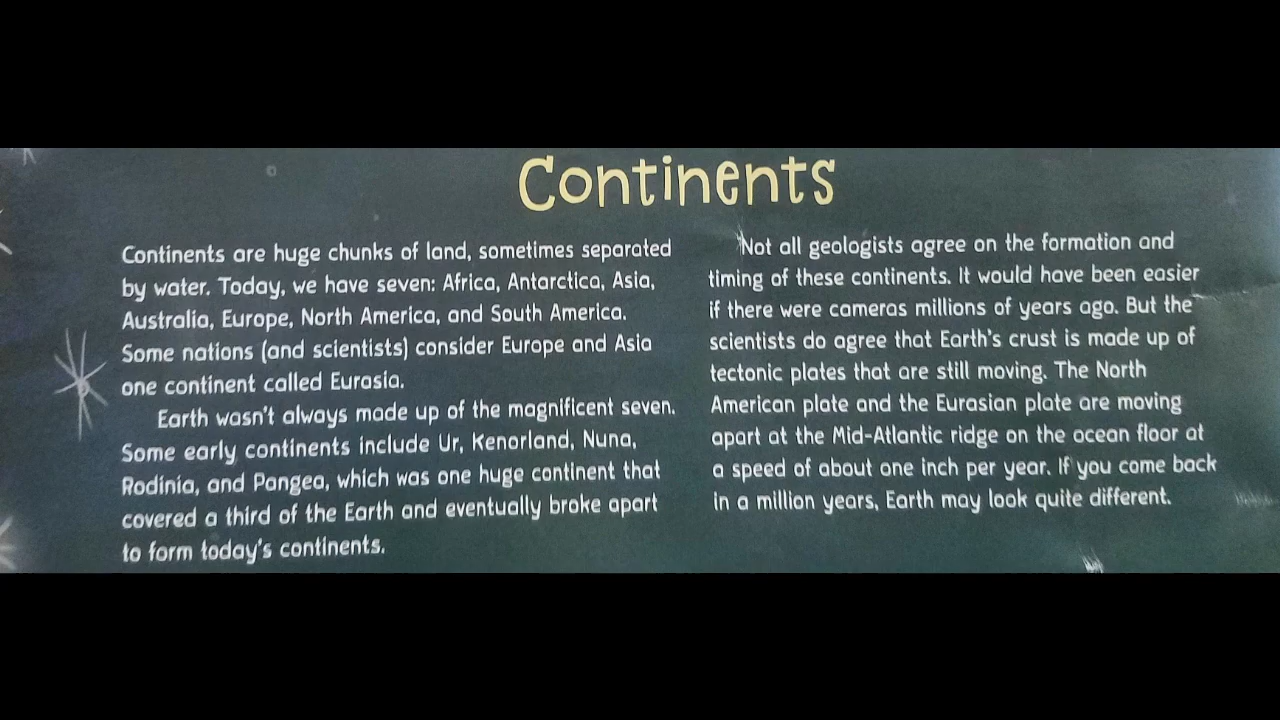 Continents
Continents are huge chunks of land, sometimes separated
by water. Today, we have seven: Africa, Antarctica, Asia,
Australia, Europe, North America, and South America.
Some nations (and scientists) consider Europe and Asia
one continent called Eurasia.
Earth wasn't always made up of the magnificent seven.
Some early continents include Ur, Kenorland, Nuna,
Rodinia, and Pangea, which was one huge continent that
covered a third of the Earth and eventually broke apart
to form today's continents.
Not all geologists agree on the formation and
timing of these continents. It would have been easier
if there were cameras millions of years ago. But the
scientists do agree that Earth's crust is made up of
tectonic plates that are still moving. The North
American plate and the Eurasian plate are moving
apart at the Mid-Atlantic ridge on the ocean floor at
a speed of about one inch per year. If you come back
in a million years, Earth may look quite different.